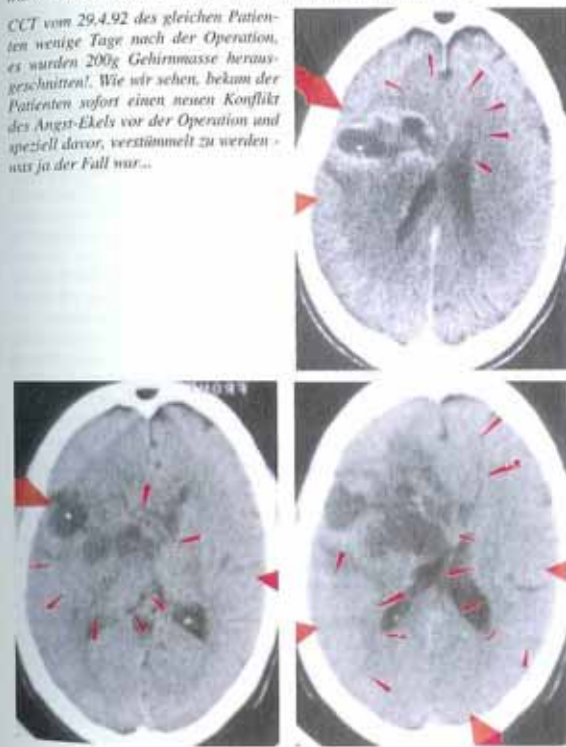 CCT vom 29.4.92 des gleichen Patien-
ten wenige Tage nach der Operation,
es wurden 200g Gehirnmasse heraus-
geschnitten!. Wie wir sehen, bekam der
Patienten sofort einen neuen Konflikt
des Angst-Ekels vor der Operation und
speziell davor, verstümmelt zu werden -
was ja der Fall war...